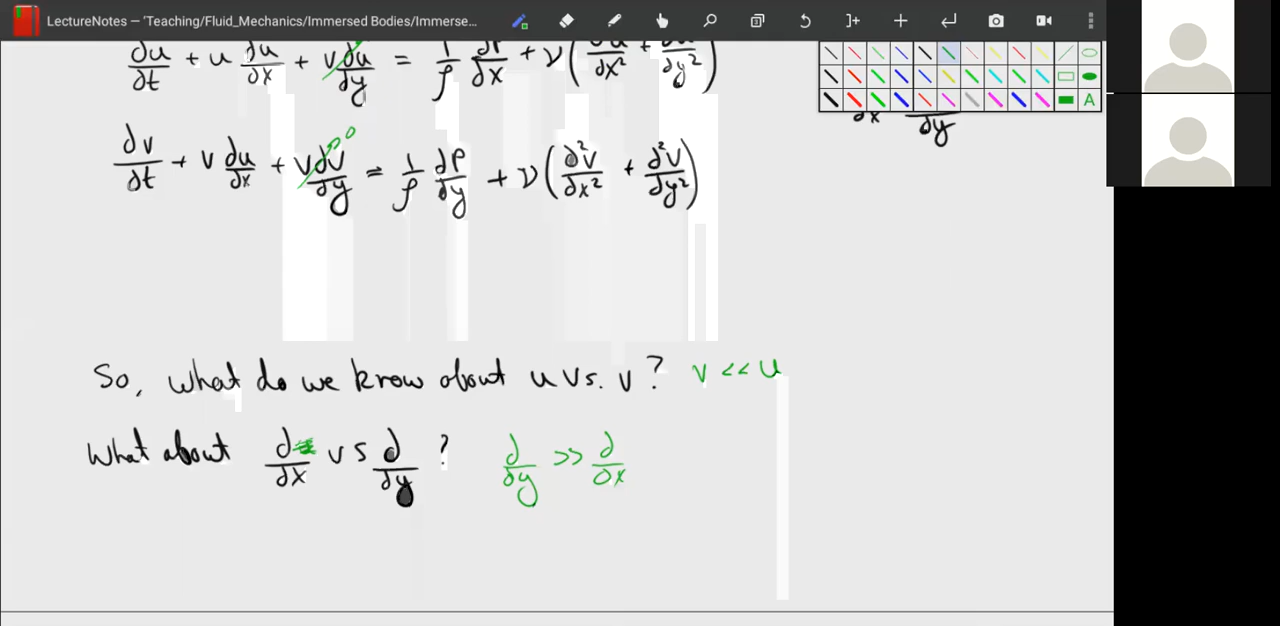 LectureNotes — 'Teaching/Fluid_Mechanics/Immersed Bodies/Immerse...
∂u/∂t + u ∂u/∂x + v ∂u/∂y = 1/ρ ∂P/∂x + ν(∂²u/∂x² + ∂²u/∂y²)
∂x ∂y
∂v/∂t + v ∂u/∂x + v ∂v/∂y = 1/ρ ∂P/∂y + ν(∂²v/∂x² + ∂²v/∂y²)
So, what do we know about u vs. v? v << u
What about ∂/∂x vs ∂/∂y ? ∂/∂y >> ∂/∂x